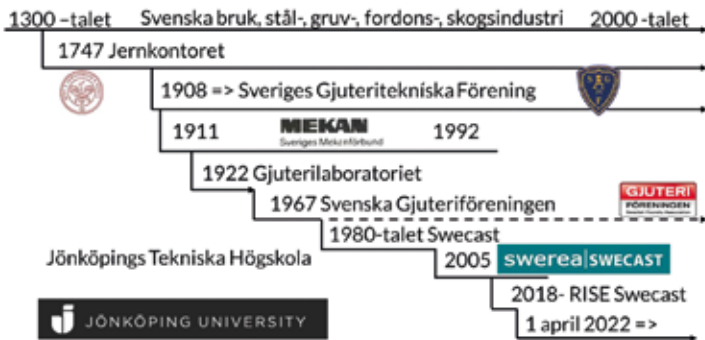 1300 -talet Svenska bruk, stål-, gruv-, fordons-, skogsindustri 2000 -talet
1747 Jernkontoret
1908 => Sveriges Gjuteritekniska Förening
S G F
1911 MEKAN 1992
Sveriges Mekanförbund
1922 Gjuterilaboratoriet
GJUTERI
1967 Svenska Gjuteriföreningen FÖRENINGEN
1980-talet Swecast
Jönköpings Tekniska Högskola 2005 swerea|SWECAST
2018- RISE Swecast
JÖNKÖPING UNIVERSITY 1 april 2022 =>